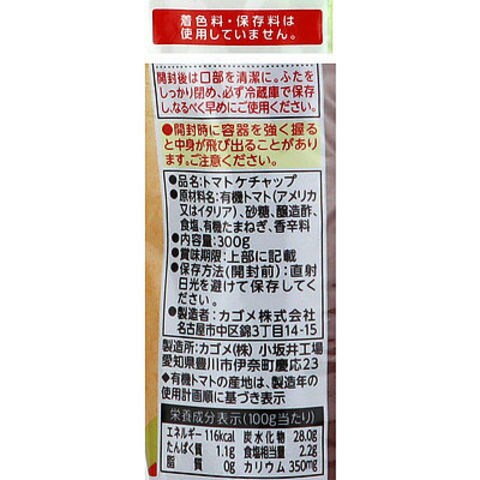 着色料・保存料は
使用していません。
開封後は口部を清潔に。ふたを
しっかり閉め、必ず冷蔵庫で保存
し、なるべく早めにご使用ください。
●開封時に容器を強く握る
と中身が飛び出ることがあり
ます。ご注意ください。
●品名:トマトケチャップ
●原材料名:有機トマト(アメリカ
又はイタリア)、砂糖、醸造酢、
食塩、有機たまねぎ、香辛料
●内容量:300g
●賞味期限:上部に記載
●保存方法(開封前):直射
日光を避けて保存してく
ださい。
●製造者:カゴメ株式会社
名古屋市中区錦3丁目14-15
製造所:カゴメ(株) 小坂井工場
愛知県豊川市伊奈町慶応23
◆有機トマトの産地は、製造年の
使用計画順に基づき表示
栄養成分表示(100g当たり)
エネルギー 116kcal 炭水化物 28.0g
たんぱく質 1.1g 食塩相当量 2.2g
脂質 0g カリウム 350mg